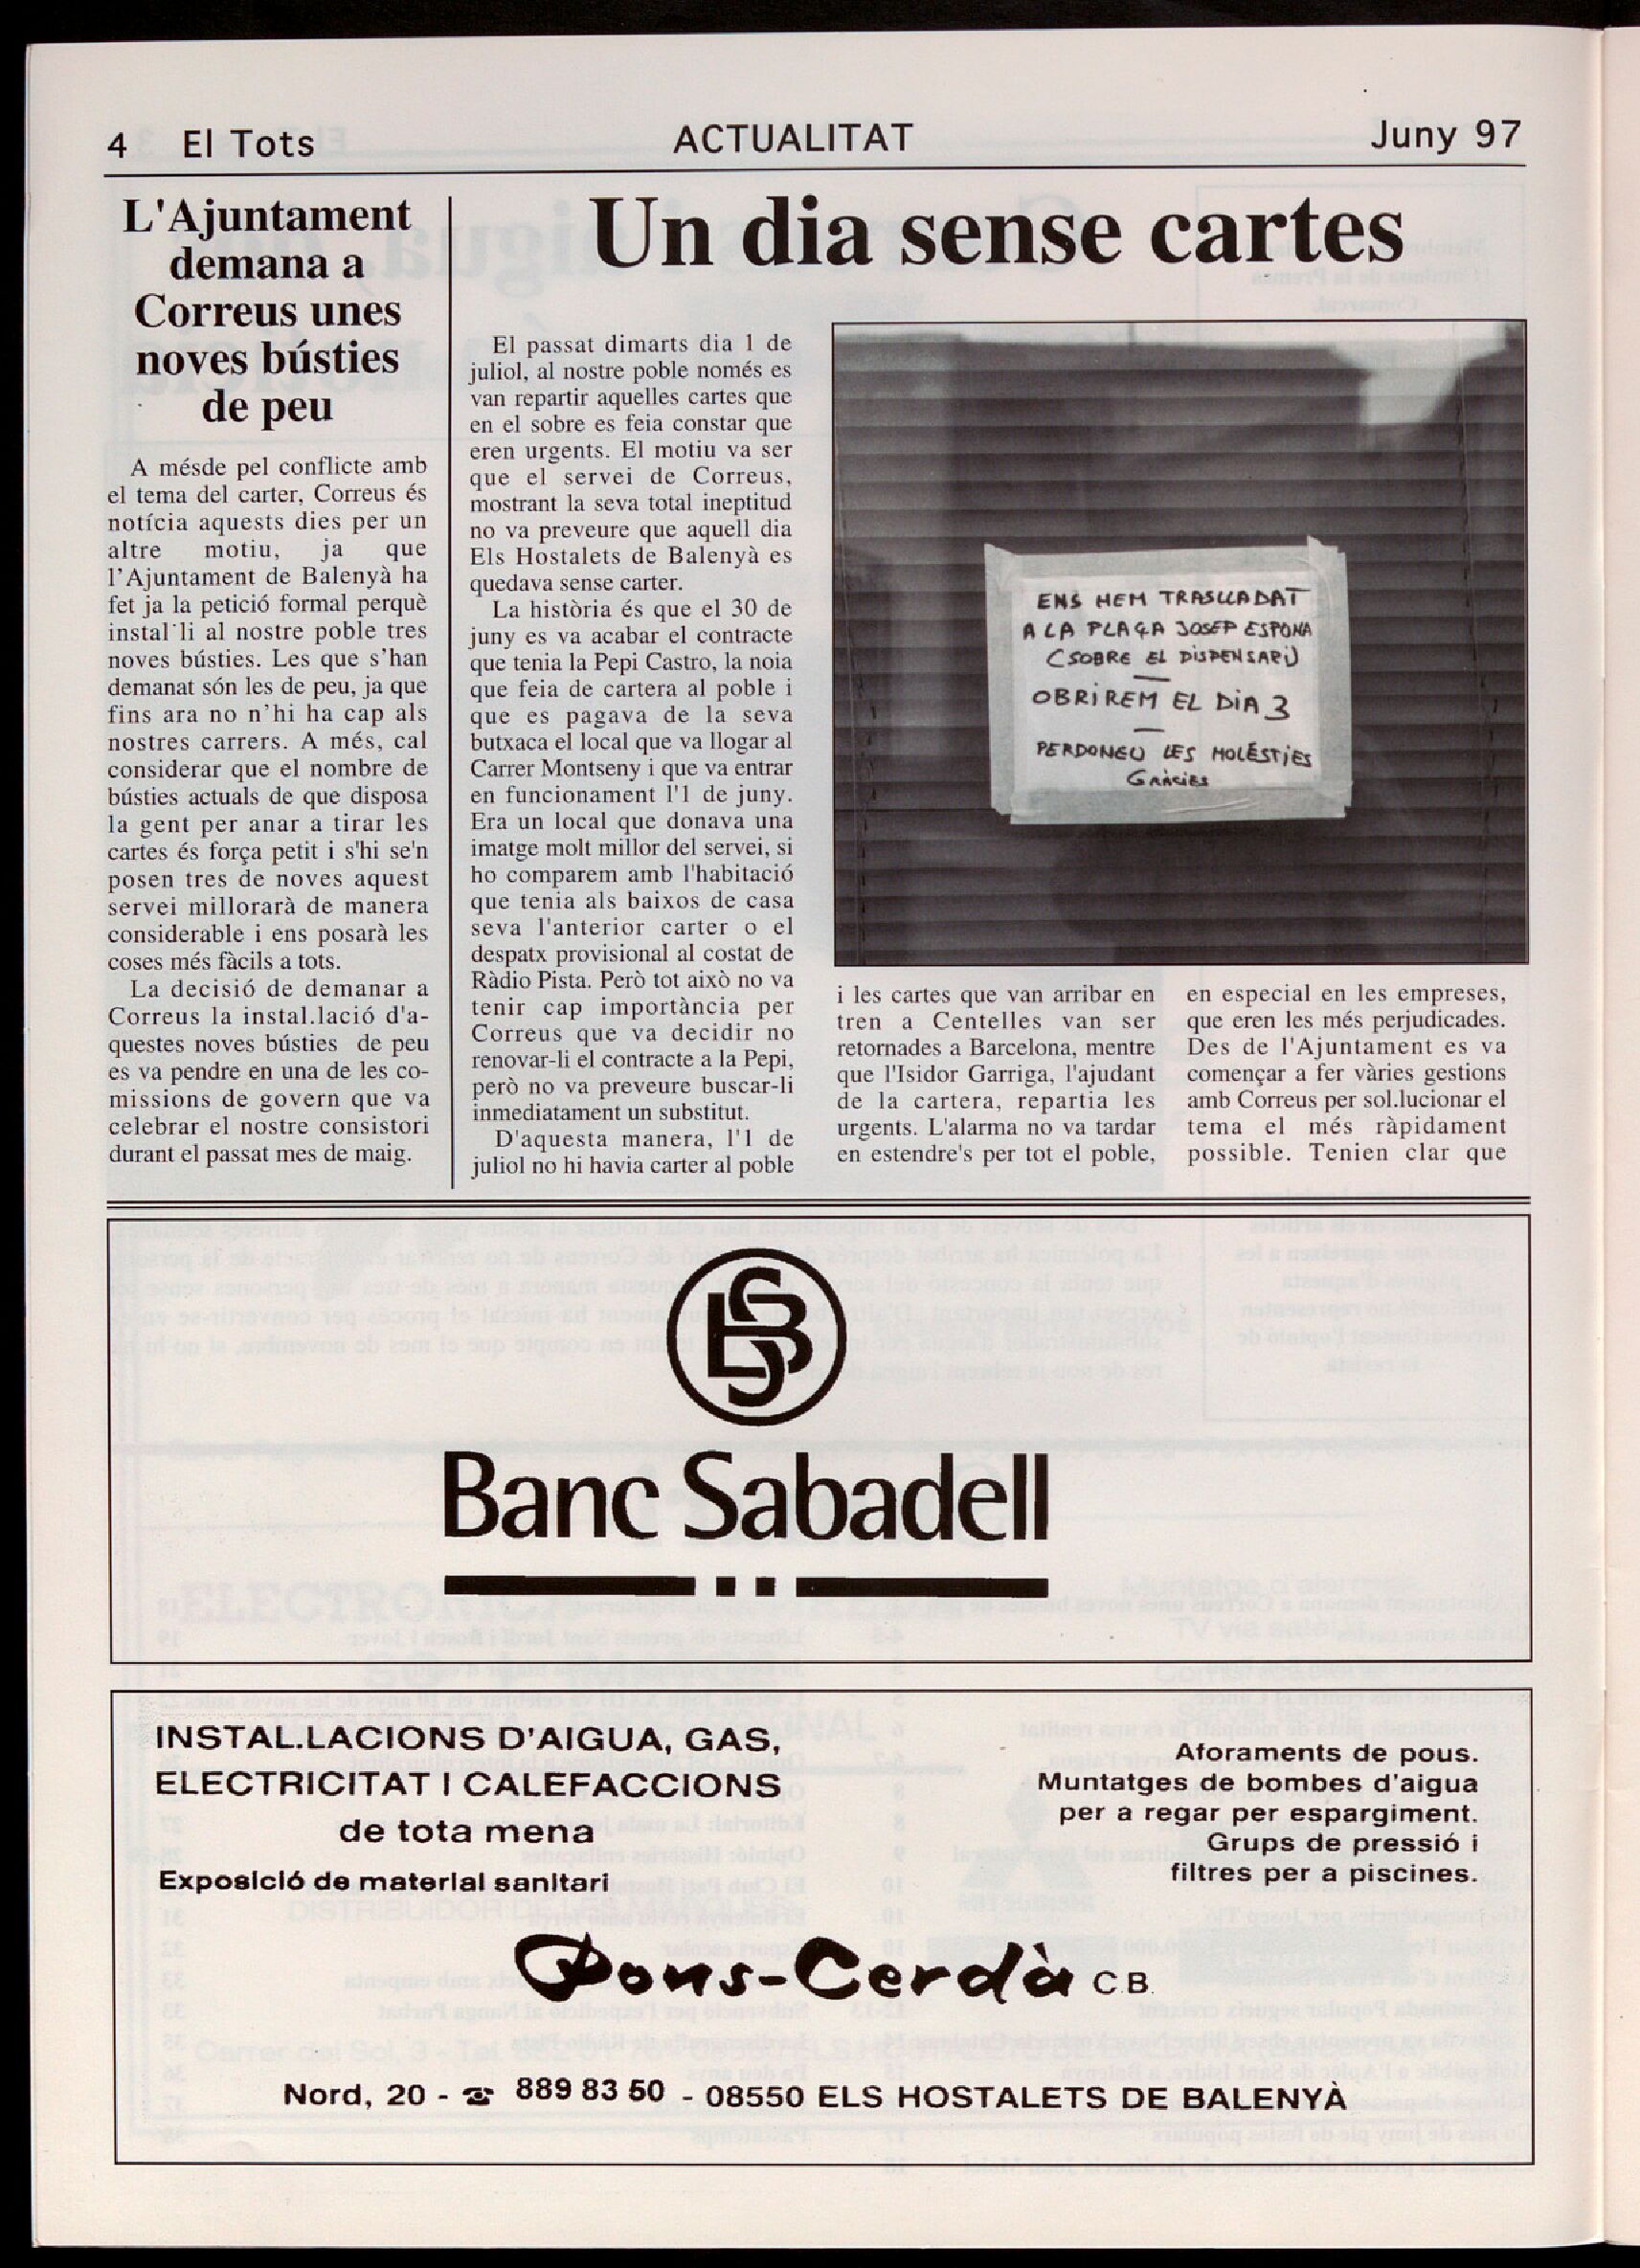 4 El Tots
ACTUALITAT
Juny 97
L'Ajuntament
demana a
Correus unes
noves bústies
de peu
A mésde pel conflicte amb
el tema del carter, Correus és
notícia aquests dies per un
altre motiu, ja que
l'Ajuntament de Balenyà ha
fet ja la petició formal perquè
instal·li al nostre poble tres
noves bústies. Les que s'han
demanat són les de peu, ja que
fins ara no n'hi ha cap als
nostres carrers. A més, cal
considerar que el nombre de
bústies actuals de que disposa
la gent per anar a tirar les
cartes és força petit i s'hi se'n
posen tres de noves aquest
servei millorarà de manera
considerable i ens posarà les
coses més fàcils a tots.
La decisió de demanar a
Correus la instal.lació d'a-
questes noves bústies de peu
es va pendre en una de les co-
missions de govern que va
celebrar el nostre consistori
durant el passat mes de maig.
Un dia sense cartes
El passat dimarts dia 1 de
juliol, al nostre poble només es
van repartir aquelles cartes que
en el sobre es feia constar que
eren urgents. El motiu va ser
que el servei de Correus,
mostrant la seva total ineptitud
no va preveure que aquell dia
Els Hostalets de Balenyà es
quedava sense carter.
La història és que el 30 de
juny es va acabar el contracte
que tenia la Pepi Castro, la noia
que feia de cartera al poble i
que es pagava de la seva
butxaca el local que va llogar al
Carrer Montseny i que va entrar
en funcionament l'1 de juny.
Era un local que donava una
imatge molt millor del servei, si
ho comparem amb l'habitació
que tenia als baixos de casa
seva l'anterior carter o el
despatx provisional al costat de
Ràdio Pista. Però tot això no va
tenir cap importància per
Correus que va decidir no
renovar-li el contracte a la Pepi,
però no va preveure buscar-li
inmediatament un substitut.
D'aquesta manera, l'1 de
juliol no hi havia carter al poble
ENS HEM TRASLLADAT
A LA PLAÇA JOSEP ESPONA
(SOBRE EL DISPENSARI)
—
OBRIREM EL DIA 3
—
PERDONEU LES MOLÈSTIES
GRÀCIES
i les cartes que van arribar en
tren a Centelles van ser
retornades a Barcelona, mentre
que l'Isidor Garriga, l'ajudant
de la cartera, repartia les
urgents. L'alarma no va tardar
en estendre's per tot el poble,
en especial en les empreses,
que eren les més perjudicades.
Des de l'Ajuntament es va
començar a fer vàries gestions
amb Correus per sol.lucionar el
tema el més ràpidament
possible. Tenien clar que
BS
Banc Sabadell
INSTAL.LACIONS D'AIGUA, GAS,
ELECTRICITAT I CALEFACCIONS
de tota mena
Exposició de material sanitari
Aforaments de pous.
Muntatges de bombes d'aigua
per a regar per espargiment.
Grups de pressió i
filtres per a piscines.
Pons-Cerdà C.B.
Nord, 20 - ☎ 889 83 50 - 08550 ELS HOSTALETS DE BALENYÀ